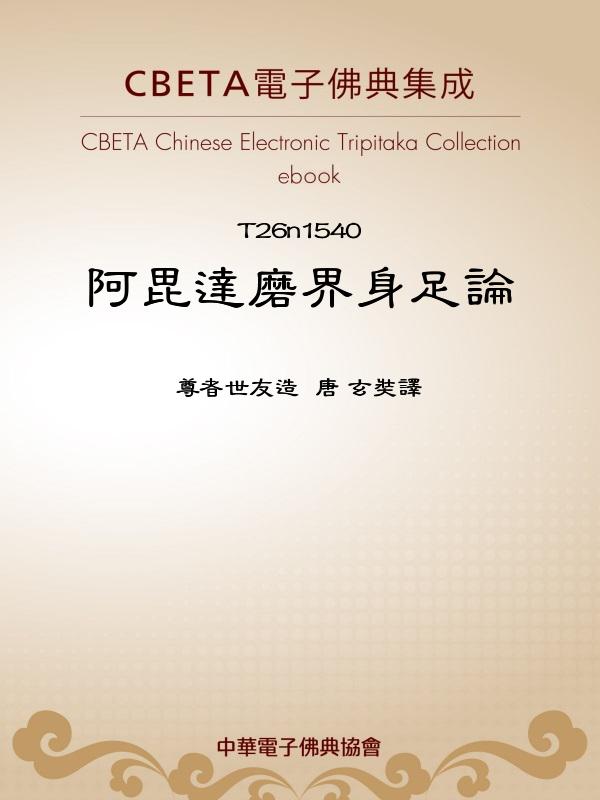 CBETA電子佛典集成
CBETA Chinese Electronic Tripitaka Collection
ebook
T26n1540
阿毘達磨界身足論
尊者世友造 唐 玄奘譯
中華電子佛典協會